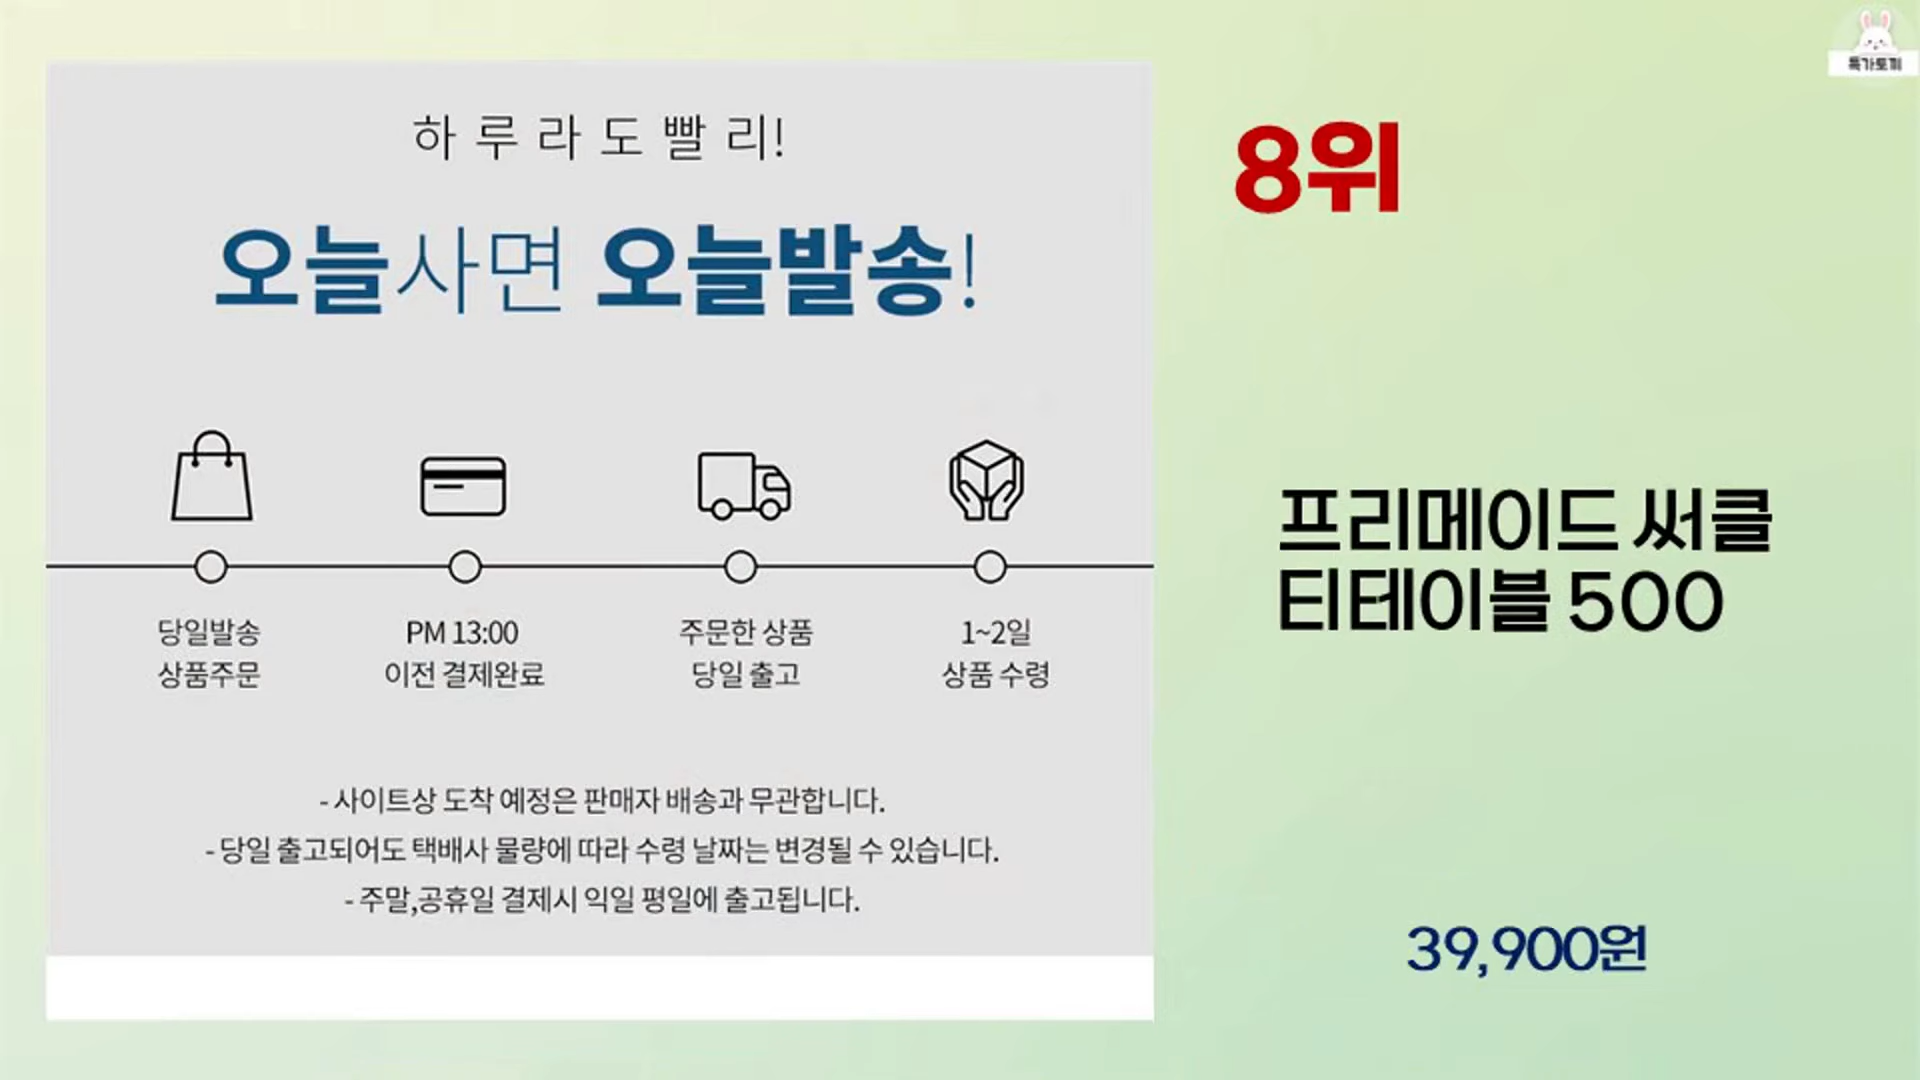 특가토끼
8위
하루라도빨리!
오늘사면 오늘발송!
당일발송
상품주문
PM 13:00
이전 결제완료
주문한 상품
당일 출고
1~2일
상품 수령
- 사이트상 도착 예정은 판매자 배송과 무관합니다.
- 당일 출고되어도 택배사 물량에 따라 수령 날짜는 변경될 수 있습니다.
- 주말,공휴일 결제시 익일 평일에 출고됩니다.
프리메이드 써클
티테이블 500
39,900원